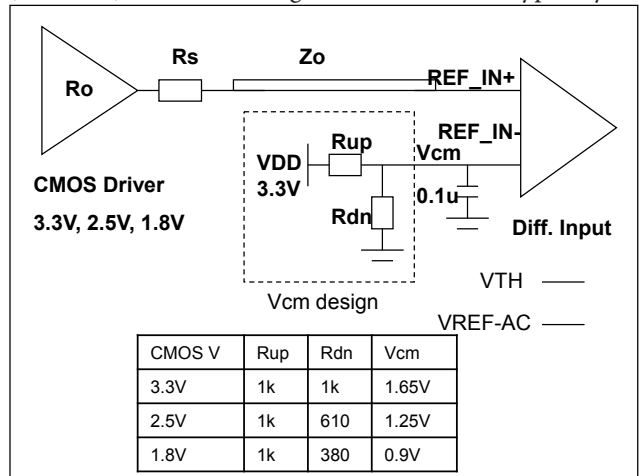 Rs
Zo
REF_IN+
Ro
REF_IN-
Rup
Vcm
VDD
3.3V
0.1u
CMOS Driver
Rdn
3.3V, 2.5V, 1.8V
Diff. Input
VTH
Vcm design
VREF-AC
CMOS V Rup Rdn Vcm
3.3V 1k 1k 1.65V
2.5V 1k 610 1.25V
1.8V 1k 380 0.9V